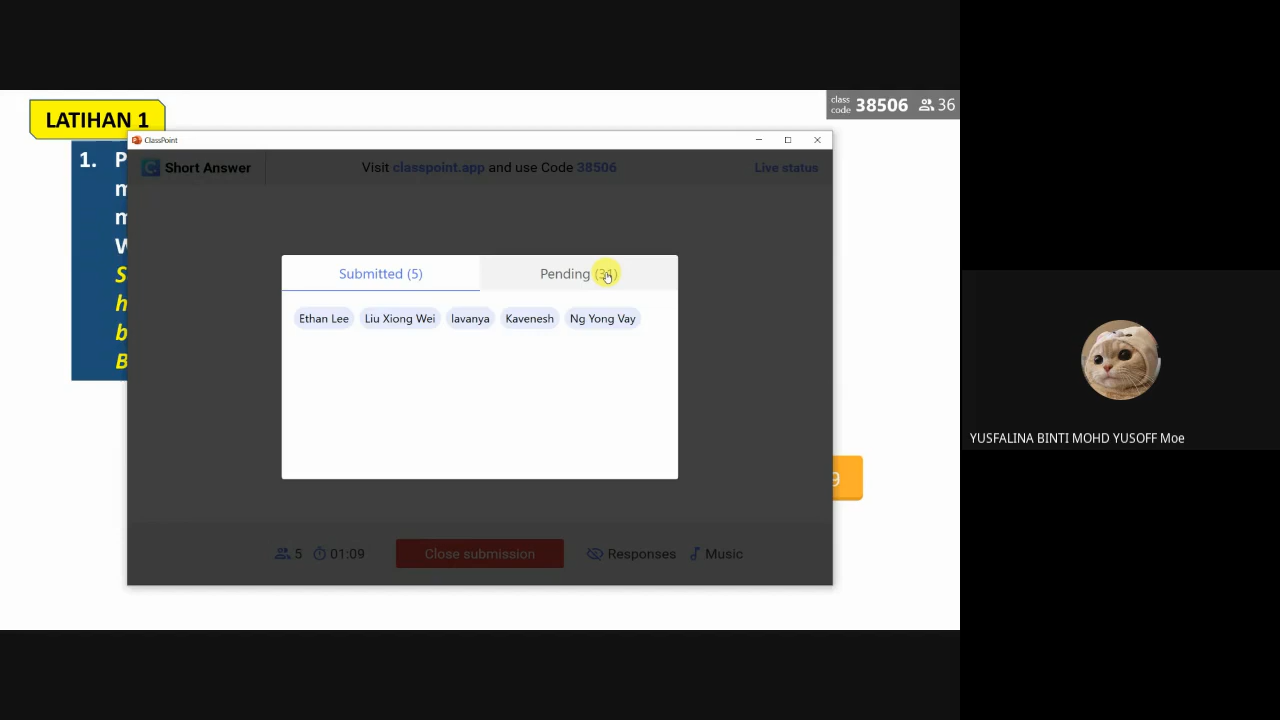 LATIHAN 1
class code 38506 36
ClassPoint
1. P
Short Answer
Visit classpoint.app and use Code 38506
Live status
m
m
W
S
h
b
B
Submitted (5)
Pending (31)
Ethan Lee Liu Xiong Wei lavanya Kavenesh Ng Yong Vay
9
5 01:09 Close submission Responses Music
YUSFALINA BINTI MOHD YUSOFF Moe